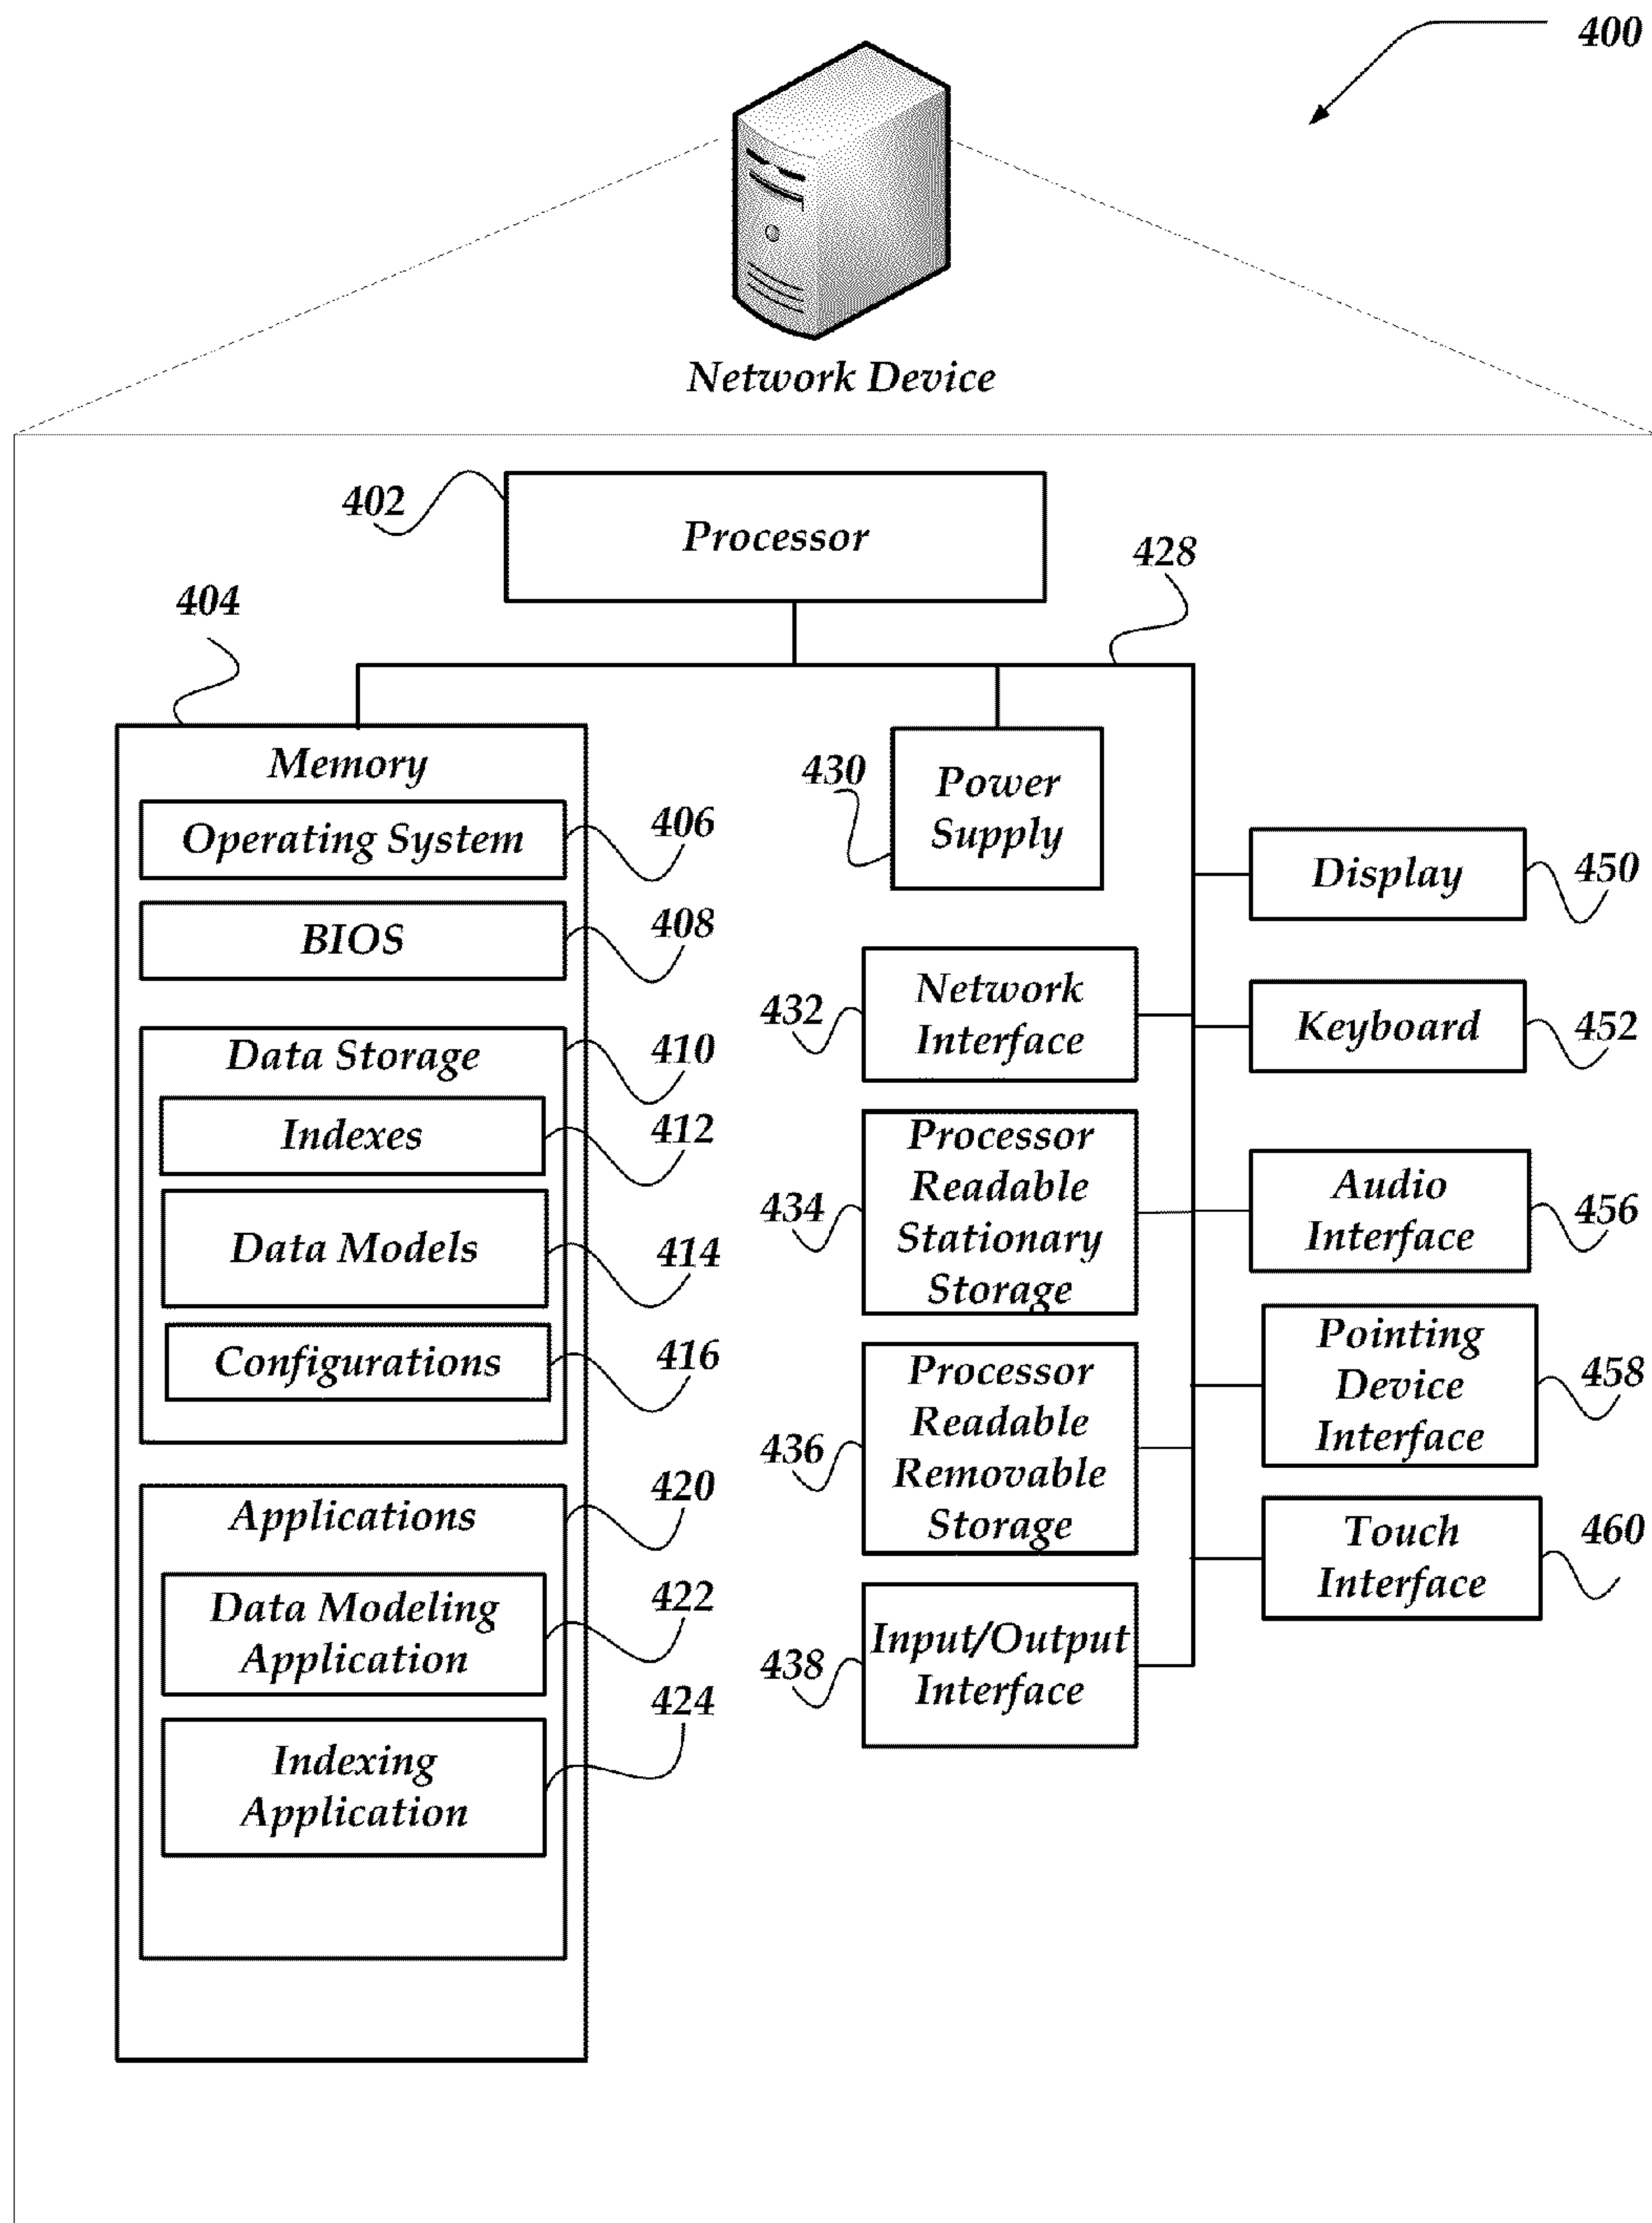 400
Network Device
402
Processor
428
404
Memory
Operating System
406
BIOS
408
Data Storage
410
Indexes
412
Data Models
414
Configurations
416
Applications
420
Data Modeling
Application
422
Indexing
Application
424
430
Power
Supply
432
Network
Interface
434
Processor
Readable
Stationary
Storage
436
Processor
Readable
Removable
Storage
438
Input/Output
Interface
Display
450
Keyboard
452
Audio
Interface
456
Pointing
Device
Interface
458
Touch
Interface
460